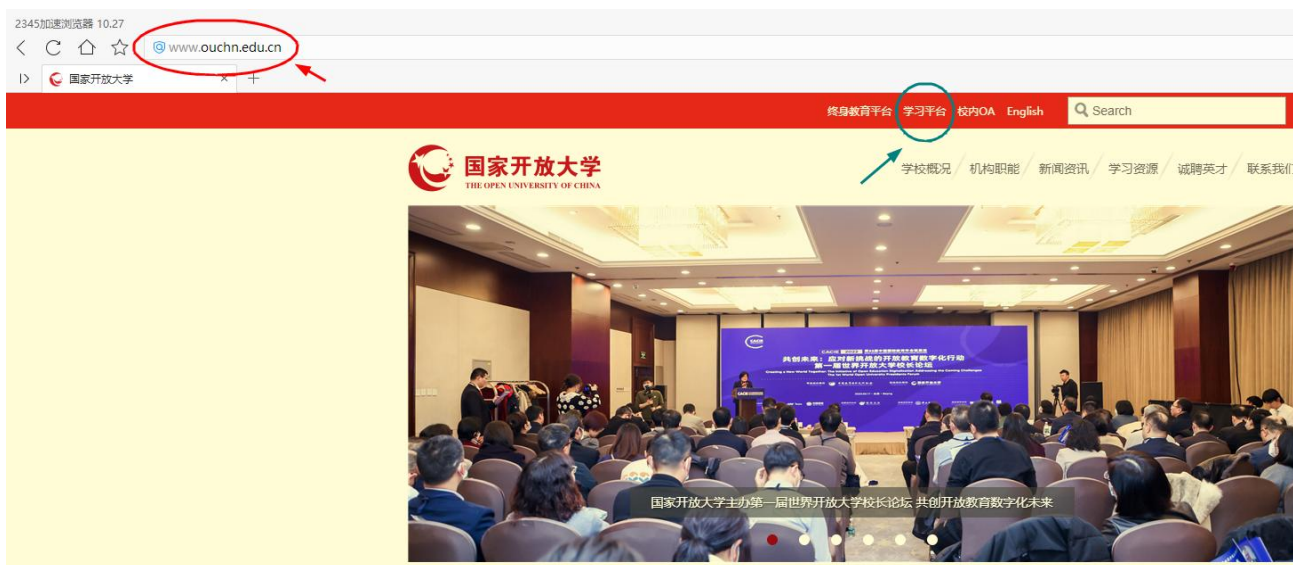 2345加速浏览器 10.27
www.ouchn.edu.cn
国家开放大学
终身教育平台 学习平台 校内OA English Search
国家开放大学
THE OPEN UNIVERSITY OF CHINA
学校概况 / 机构职能 / 新闻资讯 / 学习资源 / 诚聘英才 / 联系我们
共创未来：应对新挑战的开放教育数字化行动
第一届世界开放大学校长论坛
国家开放大学主办第一届世界开放大学校长论坛 共创开放教育数字化未来